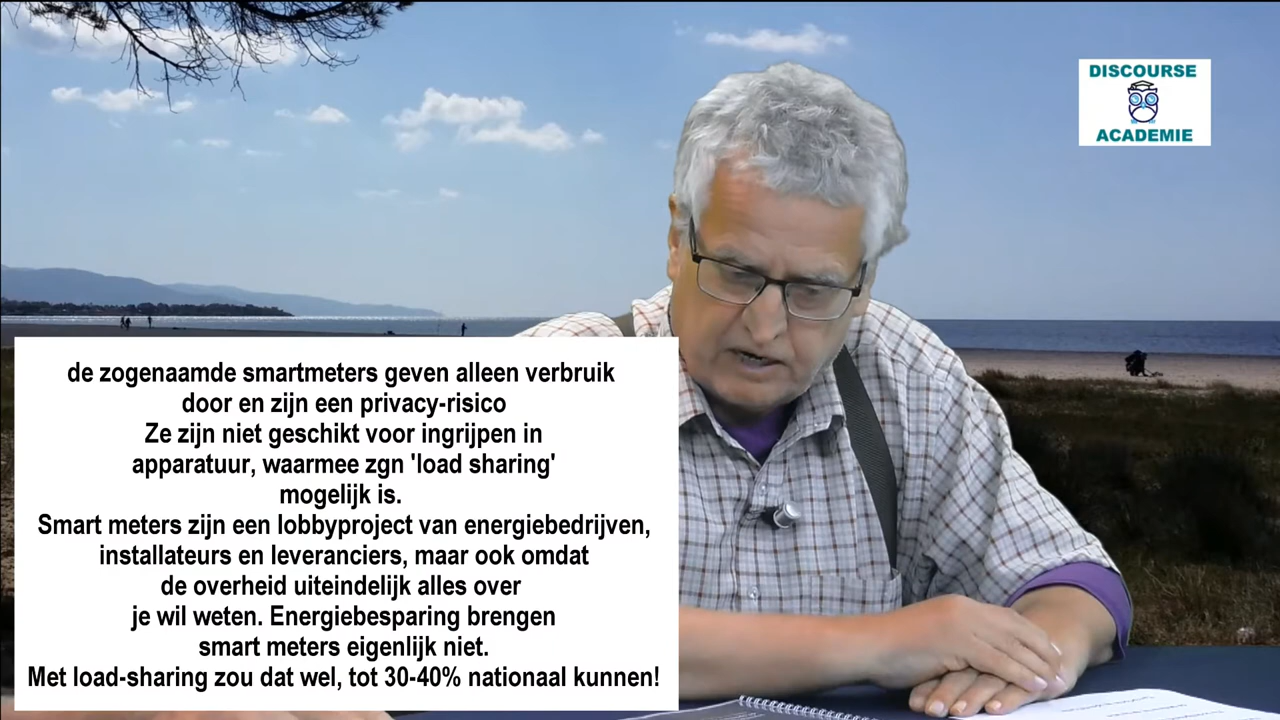 DISCOURSE
ACADEMIE
de zogenaamde smartmeters geven alleen verbruik
door en zijn een privacy-risico
Ze zijn niet geschikt voor ingrijpen in
apparatuur, waarmee zgn 'load sharing'
mogelijk is.
Smart meters zijn een lobbyproject van energiebedrijven,
installateurs en leveranciers, maar ook omdat
de overheid uiteindelijk alles over
je wil weten. Energiebesparing brengen
smart meters eigenlijk niet.
Met load-sharing zou dat wel, tot 30-40% nationaal kunnen!